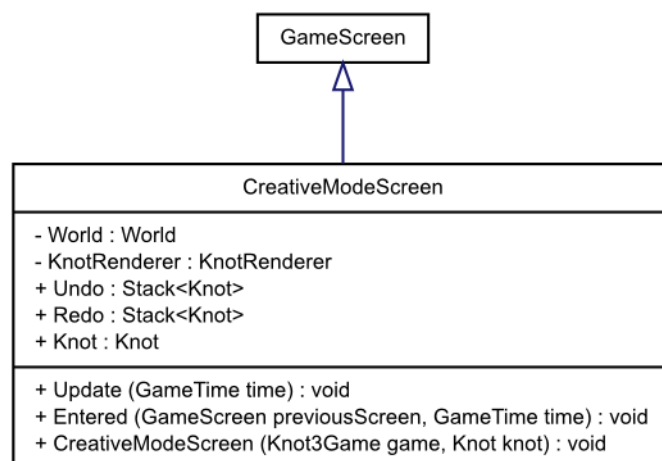 GameScreen
CreativeModeScreen
- World : World
- KnotRenderer : KnotRenderer
+ Undo : Stack<Knot>
+ Redo : Stack<Knot>
+ Knot : Knot
+ Update (GameTime time) : void
+ Entered (GameScreen previousScreen, GameTime time) : void
+ CreativeModeScreen (Knot3Game game, Knot knot) : void